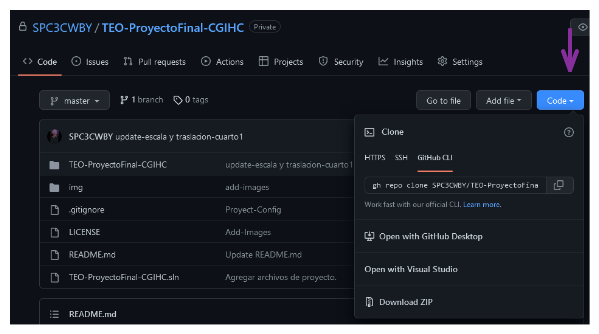 SPC3CWBY / TEO-ProyectoFinal-CGIHC Private
Code Issues Pull requests Actions Projects Security Insights Settings
master 1 branch 0 tags Go to file Add file Code
SPC3CWBY update-escala y traslacion-cuarto1
TEO-ProyectoFinal-CGIHC update-escala y traslacion-cuarto1
img add-images
.gitignore Proyect-Config
LICENSE Add-Images
README.md Update README.md
TEO-ProyectoFinal-CGIHC.sln Agregar archivos de proyecto.
README.md
Clone
HTTPS SSH GitHub CLI
gh repo clone SPC3CWBY/TEO-ProyectoFina
Work fast with our official CLI. Learn more.
Open with GitHub Desktop
Open with Visual Studio
Download ZIP